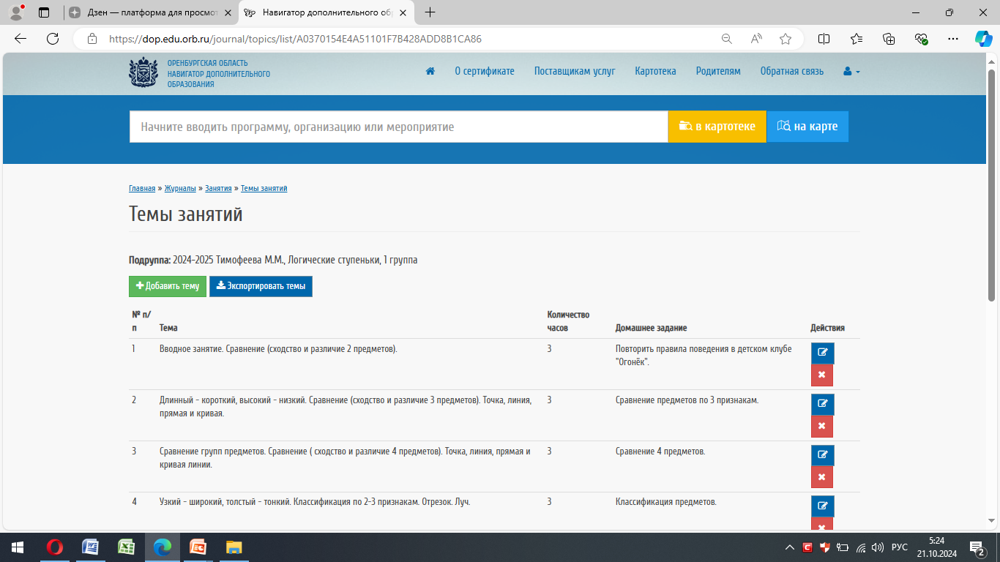 Дзен — платформа для просмот
Навигатор дополнительного обр
https://dop.edu.orb.ru/journal/topics/list/A0370154E4A51101F7B428ADD8B1CA86
ОРЕНБУРГСКАЯ ОБЛАСТЬ
НАВИГАТОР ДОПОЛНИТЕЛЬНОГО
ОБРАЗОВАНИЯ
О сертификате Поставщикам услуг Картотека Родителям Обратная связь
Начните вводить программу, организацию или мероприятие
в картотеке
на карте
Главная » Журналы » Занятия » Темы занятий
Темы занятий
Подруппа: 2024-2025 Тимофеева М.М., Логические ступеньки, 1 группа
Добавить тему
Экспортировать темы
№ п/
п
Тема
Количество
часов
Домашнее задание
Действия
1
Вводное занятие. Сравнение (сходство и различие 2 предметов).
3
Повторить правила поведения в детском клубе
"Огонёк".
2
Длинный - короткий, высокий - низкий. Сравнение (сходство и различие 3 предметов). Точка, линия,
прямая и кривая.
3
Сравнение предметов по 3 признакам.
3
Сравнение групп предметов. Сравнение ( сходство и различие 4 предметов). Точка, линия, прямая и
кривая линии.
3
Сравнение 4 предметов.
4
Узкий - широкий, толстый - тонкий. Классификация по 2-3 признакам. Отрезок. Луч.
3
Классификация предметов.
РУС
5:24
21.10.2024
2